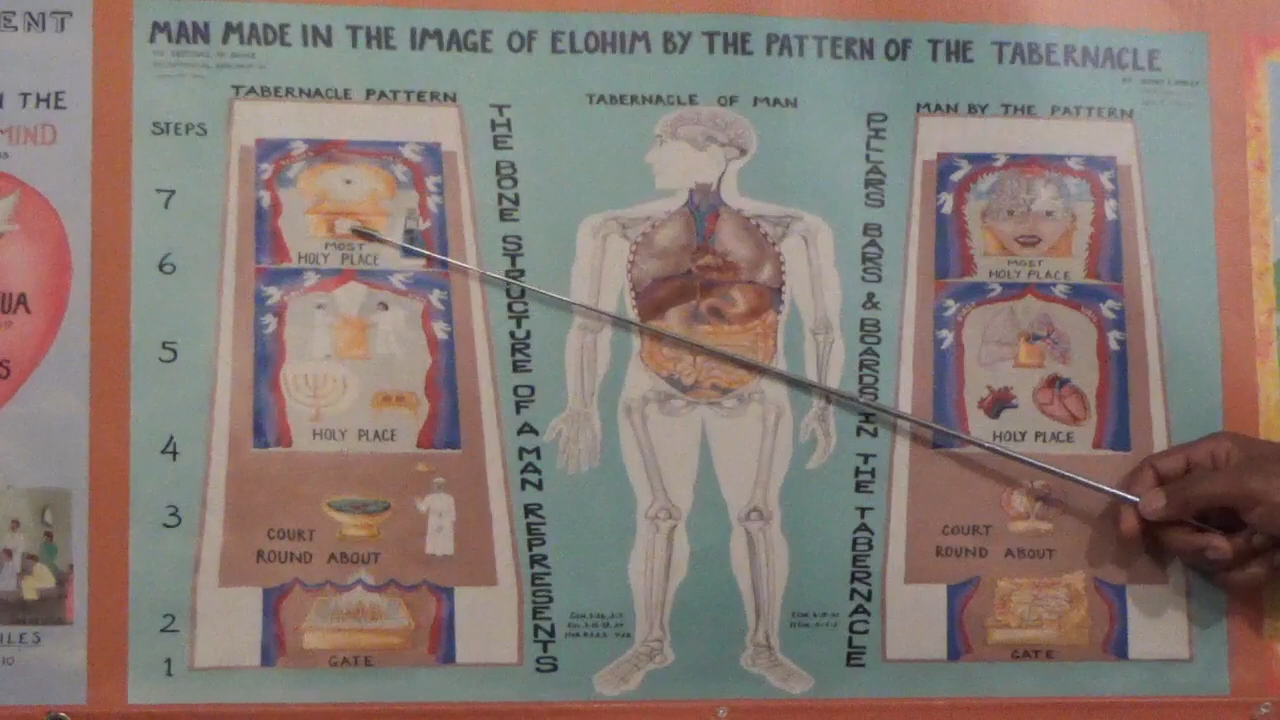 ENT
THE
MIND
UA
S
ILES
10
MAN MADE IN THE IMAGE OF ELOHIM BY THE PATTERN OF THE TABERNACLE
TABERNACLE PATTERN
STEPS
7
6
5
4
3
2
1
MOST
HOLY PLACE
HOLY PLACE
COURT
ROUND ABOUT
GATE
THE BONE STRUCTURE OF A MAN REPRESENTS
TABERNACLE OF MAN
PILLARS BARS & BOARDS IN THE TABERNACLE
MAN BY THE PATTERN
MOST
HOLY PLACE
HOLY PLACE
COURT
ROUND ABOUT
GATE